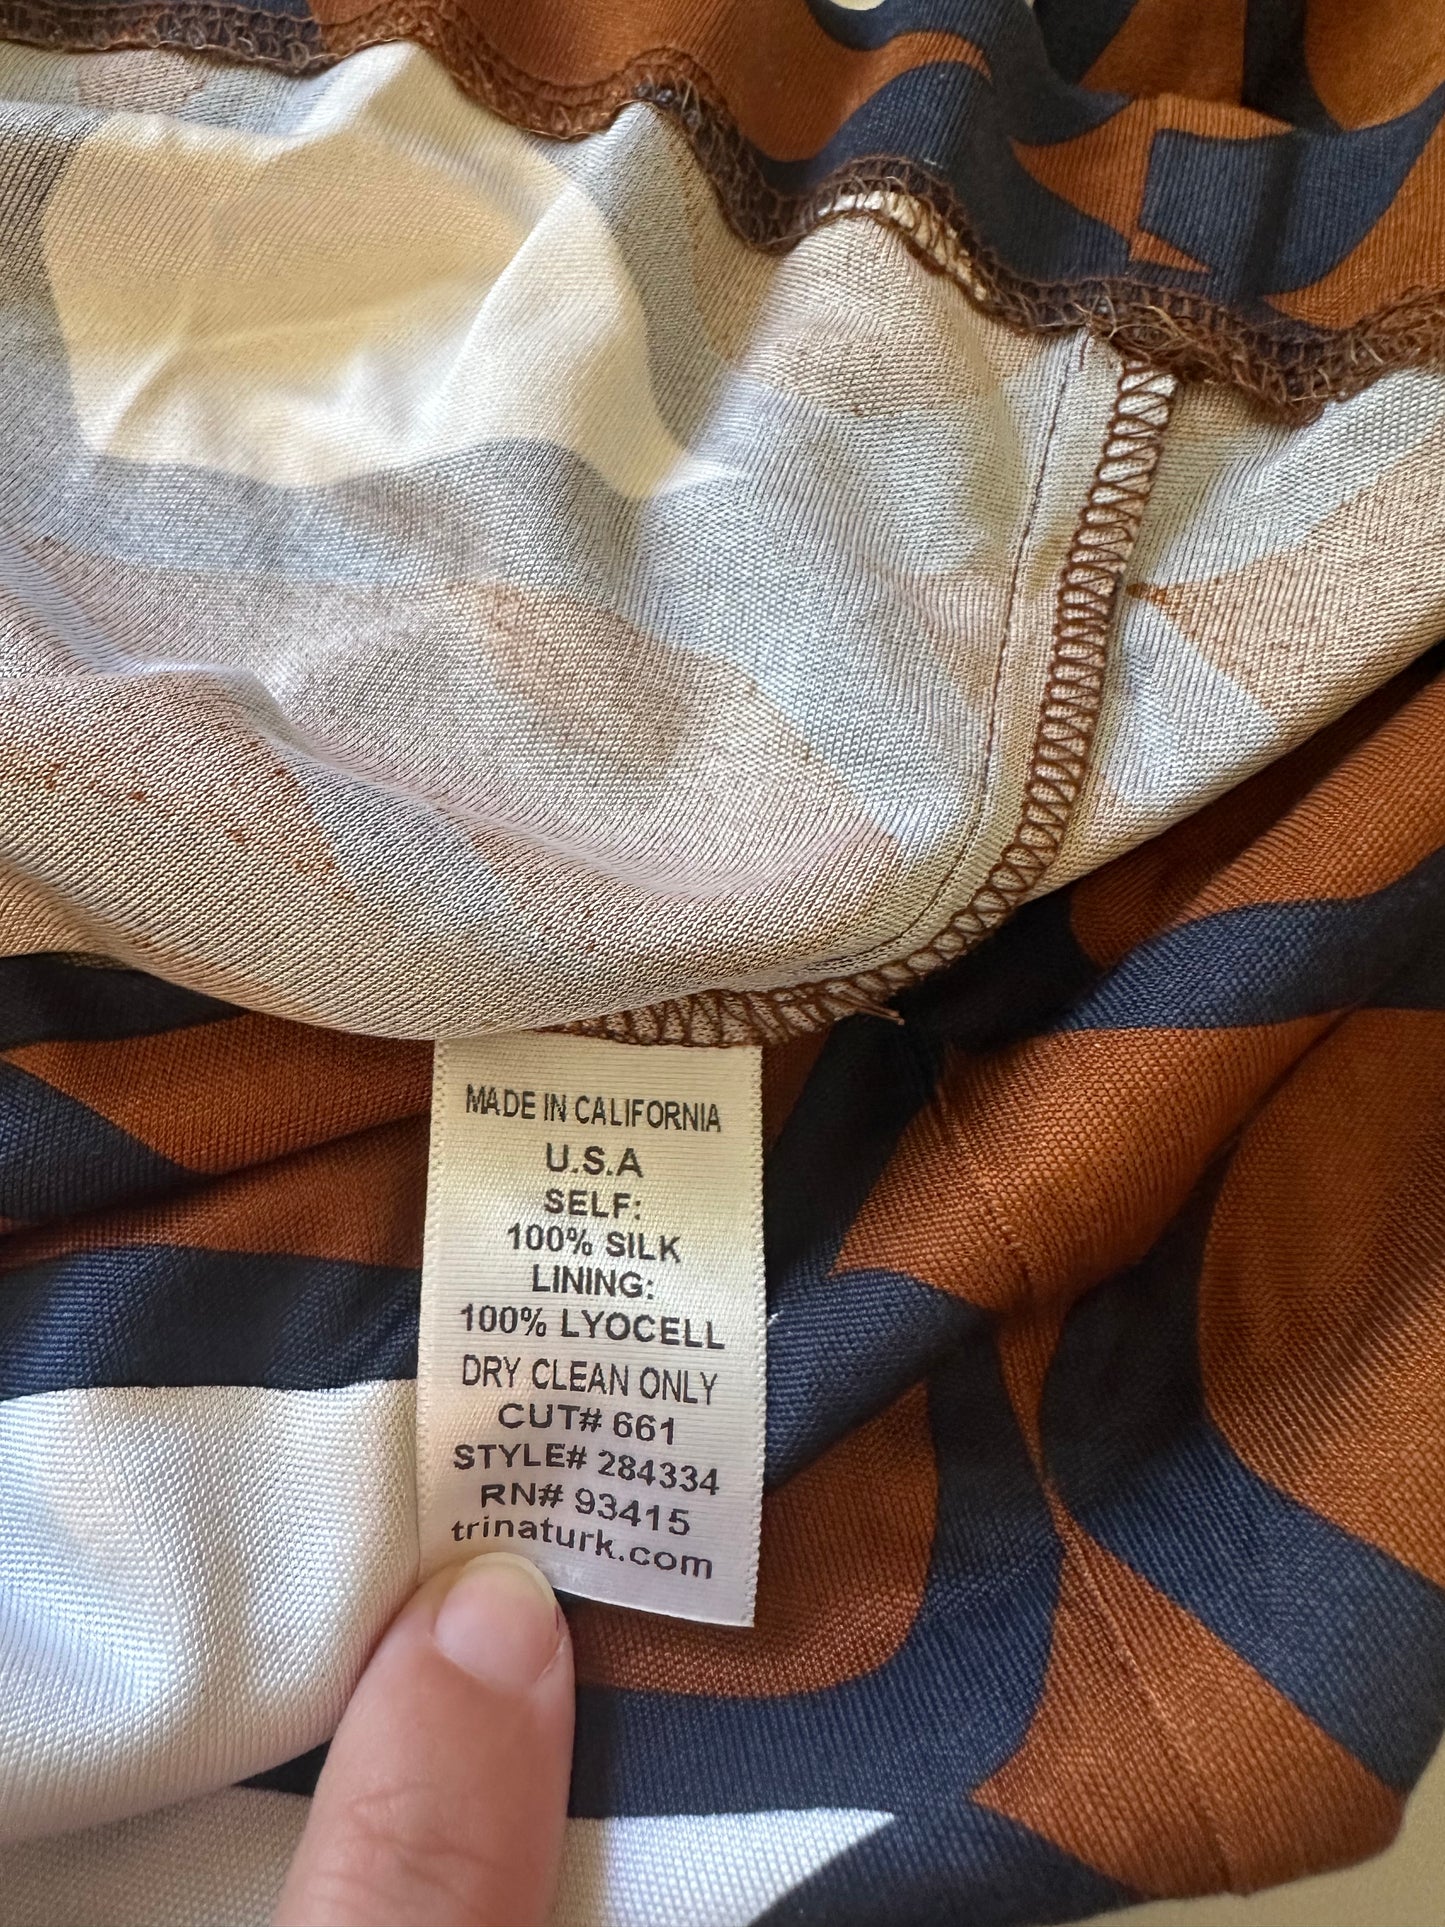 MADE IN CALIFORNIA
U.S.A
SELF:
100% SILK
LINING:
100% LYOCELL
DRY CLEAN ONLY
CUT# 661
STYLE# 284334
RN# 93415
trinaturk.com